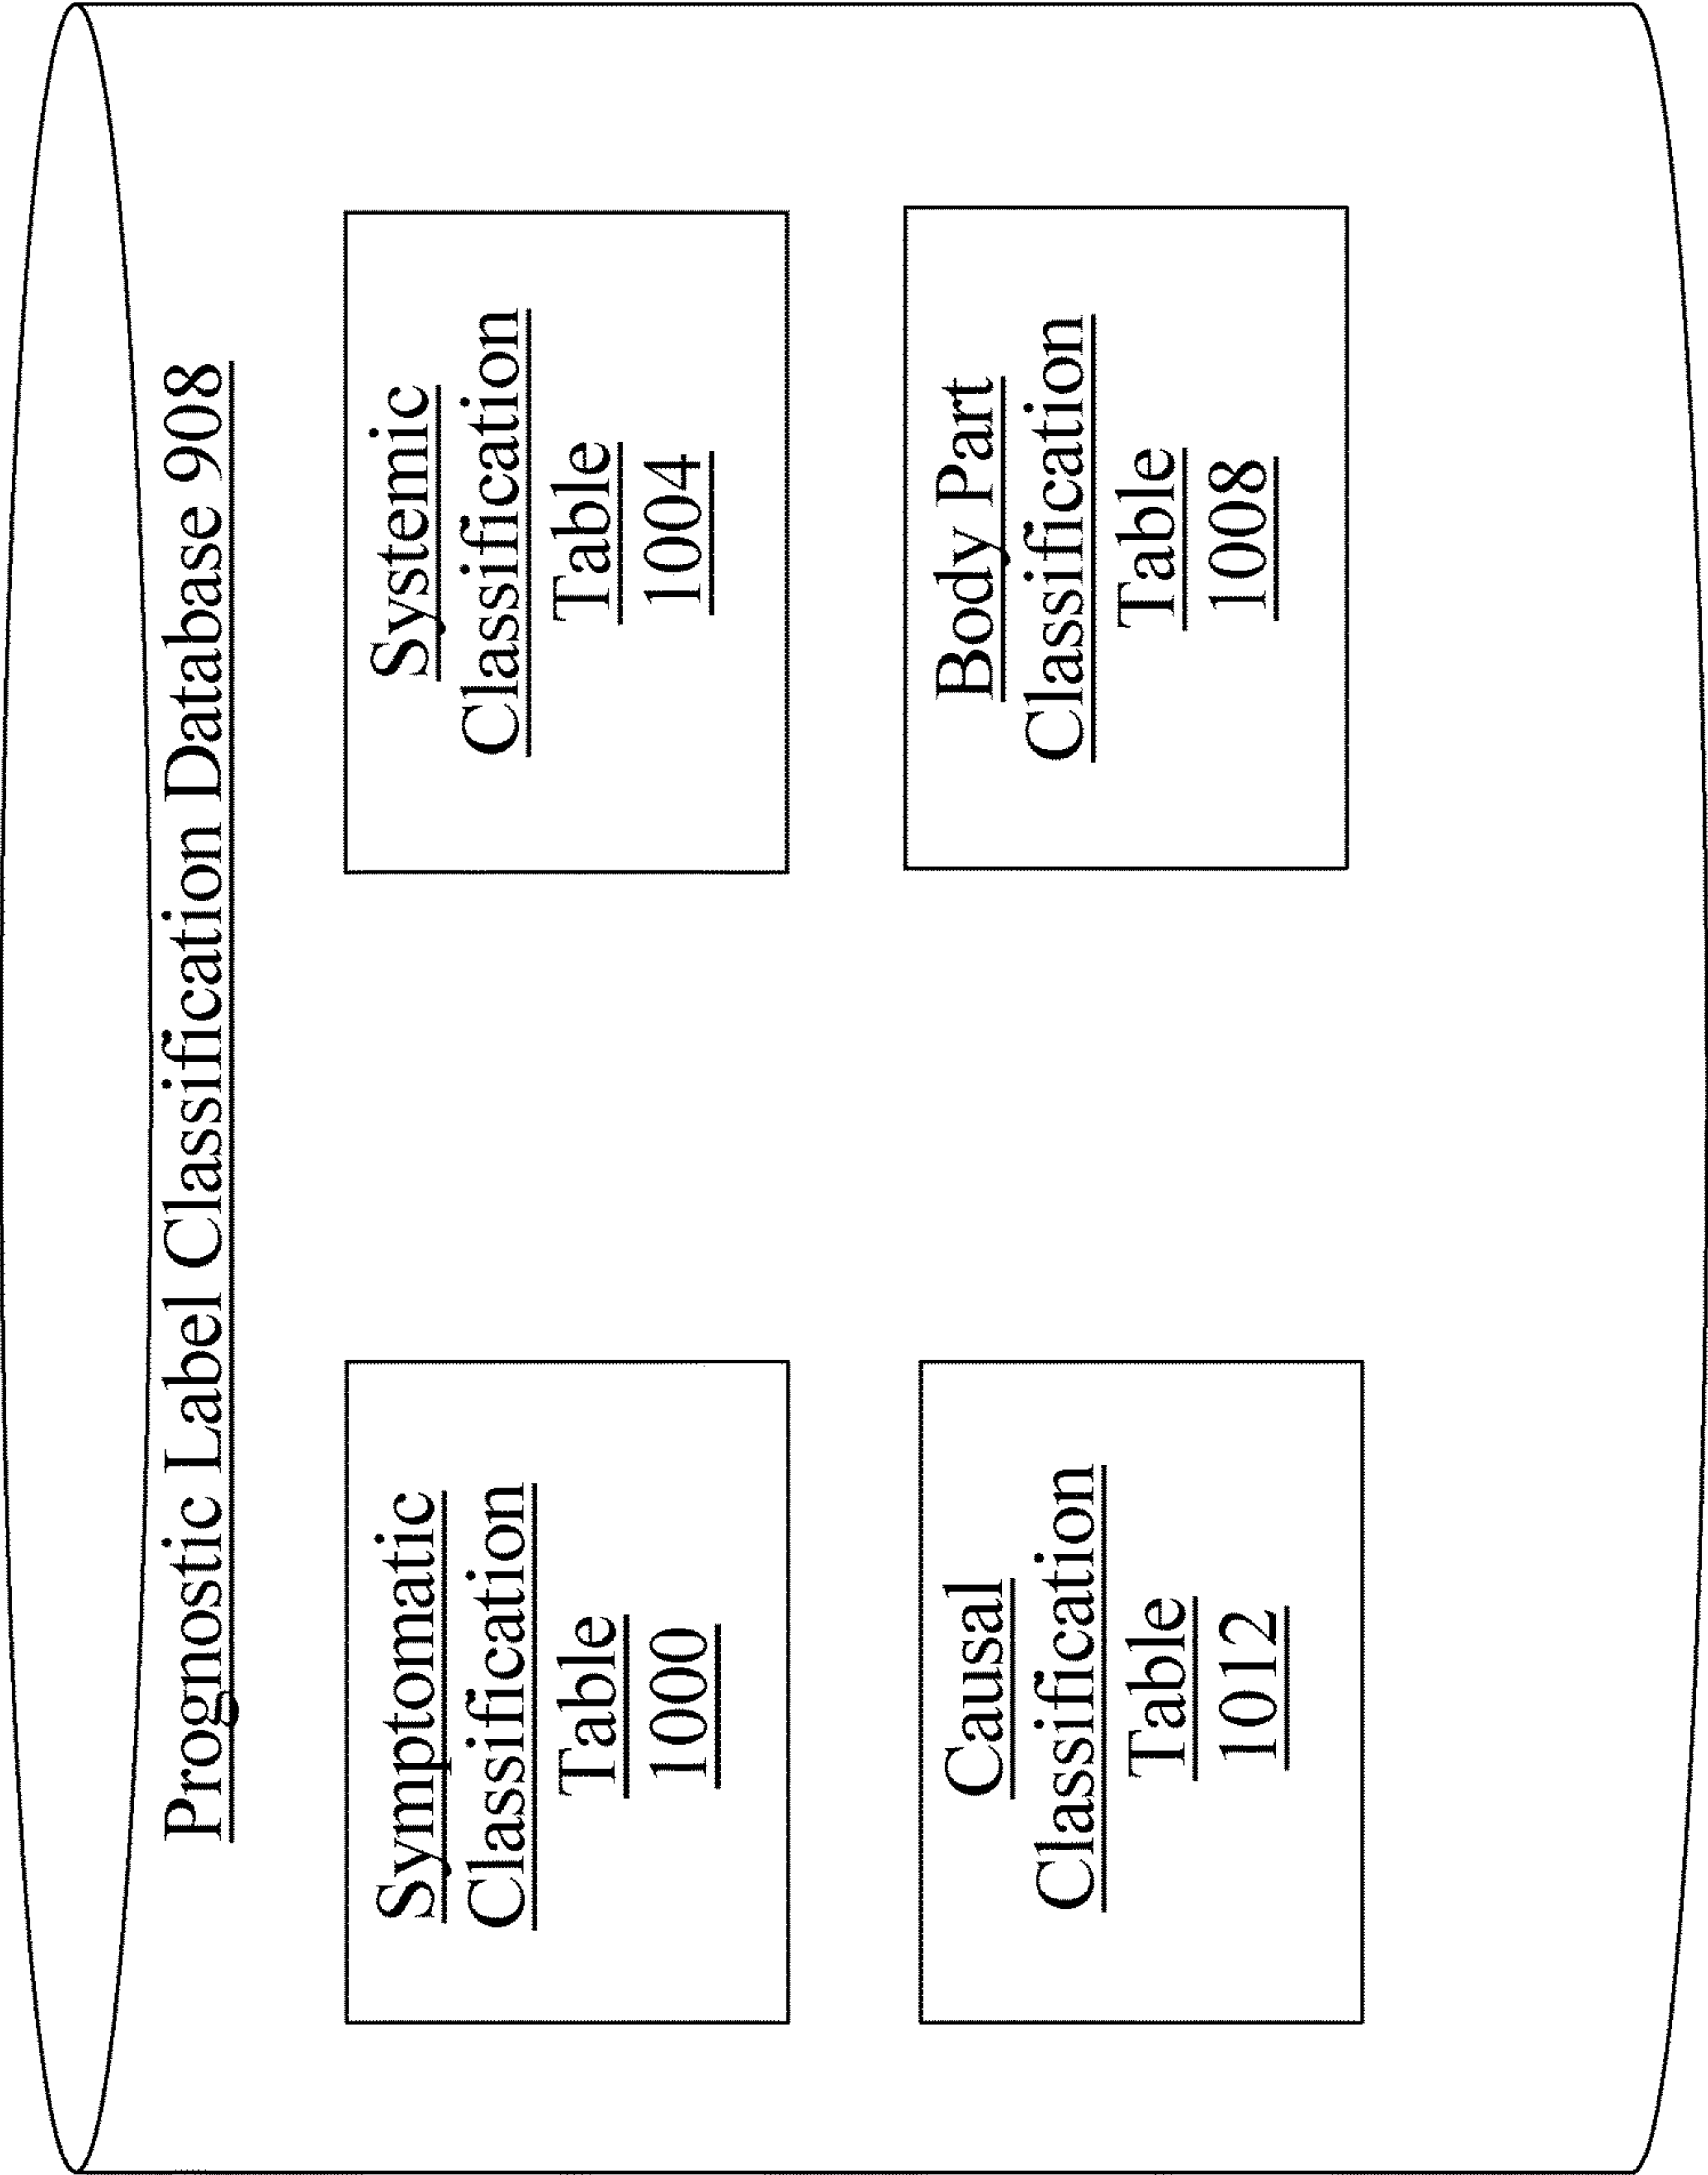 Prognostic Label Classification Database 908
Symptomatic
Classification
Table
1000
Systemic
Classification
Table
1004
Causal
Classification
Table
1012
Body Part
Classification
Table
1008